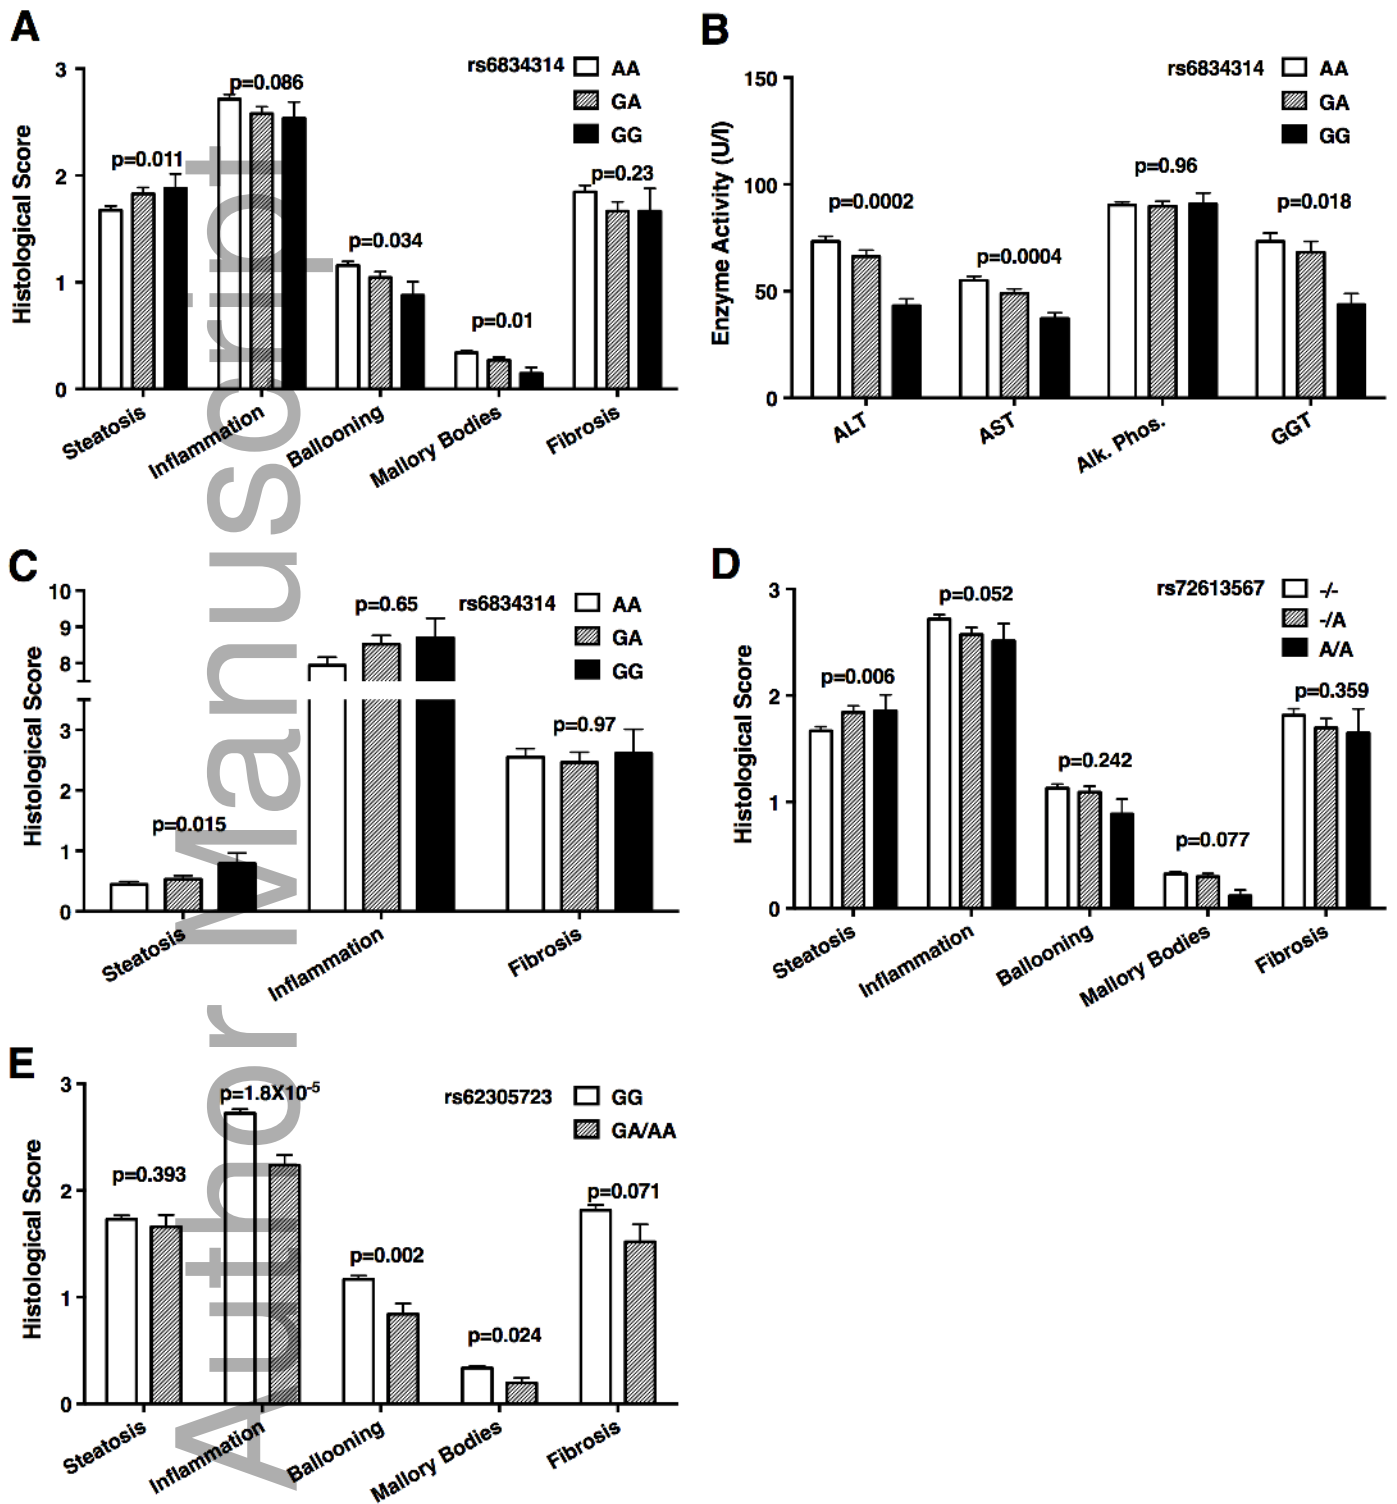 A
rs6834314
AA
GA
GG
Histological Score
3
2
1
0
p=0.011
p=0.086
p=0.034
p=0.01
p=0.23
Steatosis
Inflammation
Ballooning
Mallory Bodies
Fibrosis
B
rs6834314
AA
GA
GG
Enzyme Activity (U/l)
150
100
50
0
p=0.0002
p=0.0004
p=0.96
p=0.018
ALT
AST
Alk. Phos.
GGT
C
rs6834314
AA
GA
GG
Histological Score
10
9
8
3
2
1
0
p=0.015
p=0.65
p=0.97
Steatosis
Inflammation
Fibrosis
D
rs72613567
-/-
-/A
A/A
Histological Score
3
2
1
0
p=0.006
p=0.052
p=0.242
p=0.077
p=0.359
Steatosis
Inflammation
Ballooning
Mallory Bodies
Fibrosis
E
rs62305723
GG
GA/AA
Histological Score
3
2
1
0
p=0.393
p=1.8X10⁻⁵
p=0.002
p=0.024
p=0.071
Steatosis
Inflammation
Ballooning
Mallory Bodies
Fibrosis
Author Manuscript